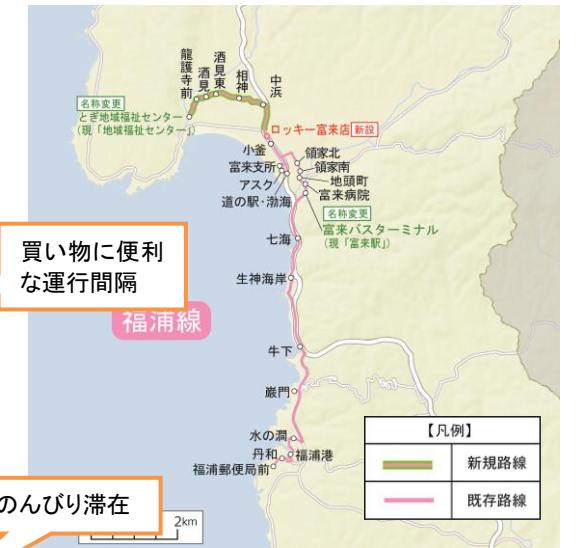 龍護寺前
酒見
酒見東
相神
中浜
名称変更
とぎ地域福祉センター
(現「地域福祉センター」)
ロッキー富来店 新設
小釜
領家北
富来支所
領家南
アスク
地頭町
道の駅・渤海
富来病院
名称変更
富来バスターミナル
(現「富来駅」)
七海
買い物に便利
な運行間隔
生神海岸
福浦線
牛下
巌門
水の澗
丹和
福浦港
福浦郵便局前
【凡例】
新規路線
既存路線
のんびり滞在
2km